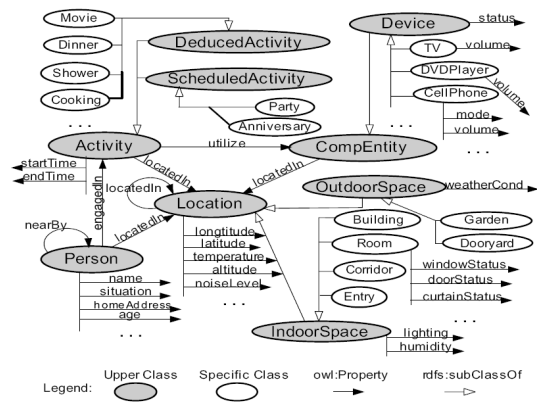 Movie
Dinner
Shower
Cooking
. . .
DeducedActivity
ScheduledActivity
Party
Anniversary
. . .
Device
status
TV
volume
DVDPlayer
volume
CellPhone
mode
volume
. . .
Activity
utilize
CompEntity
startTime
endTime
locatedIn
locatedIn
locatedIn
engagedIn
Location
OutdoorSpace
weatherCond
nearBy
locatedIn
Person
longtitude
latitude
temperature
altitude
noiseLevel
. . .
Building
Room
Corridor
Entry
Garden
Dooryard
windowStatus
doorStatus
curtainStatus
. . .
name
situation
homeAddress
age
. . .
IndoorSpace
lighting
humidity
Legend:
Upper Class
Specific Class
owl:Property
rdfs:subClassOf